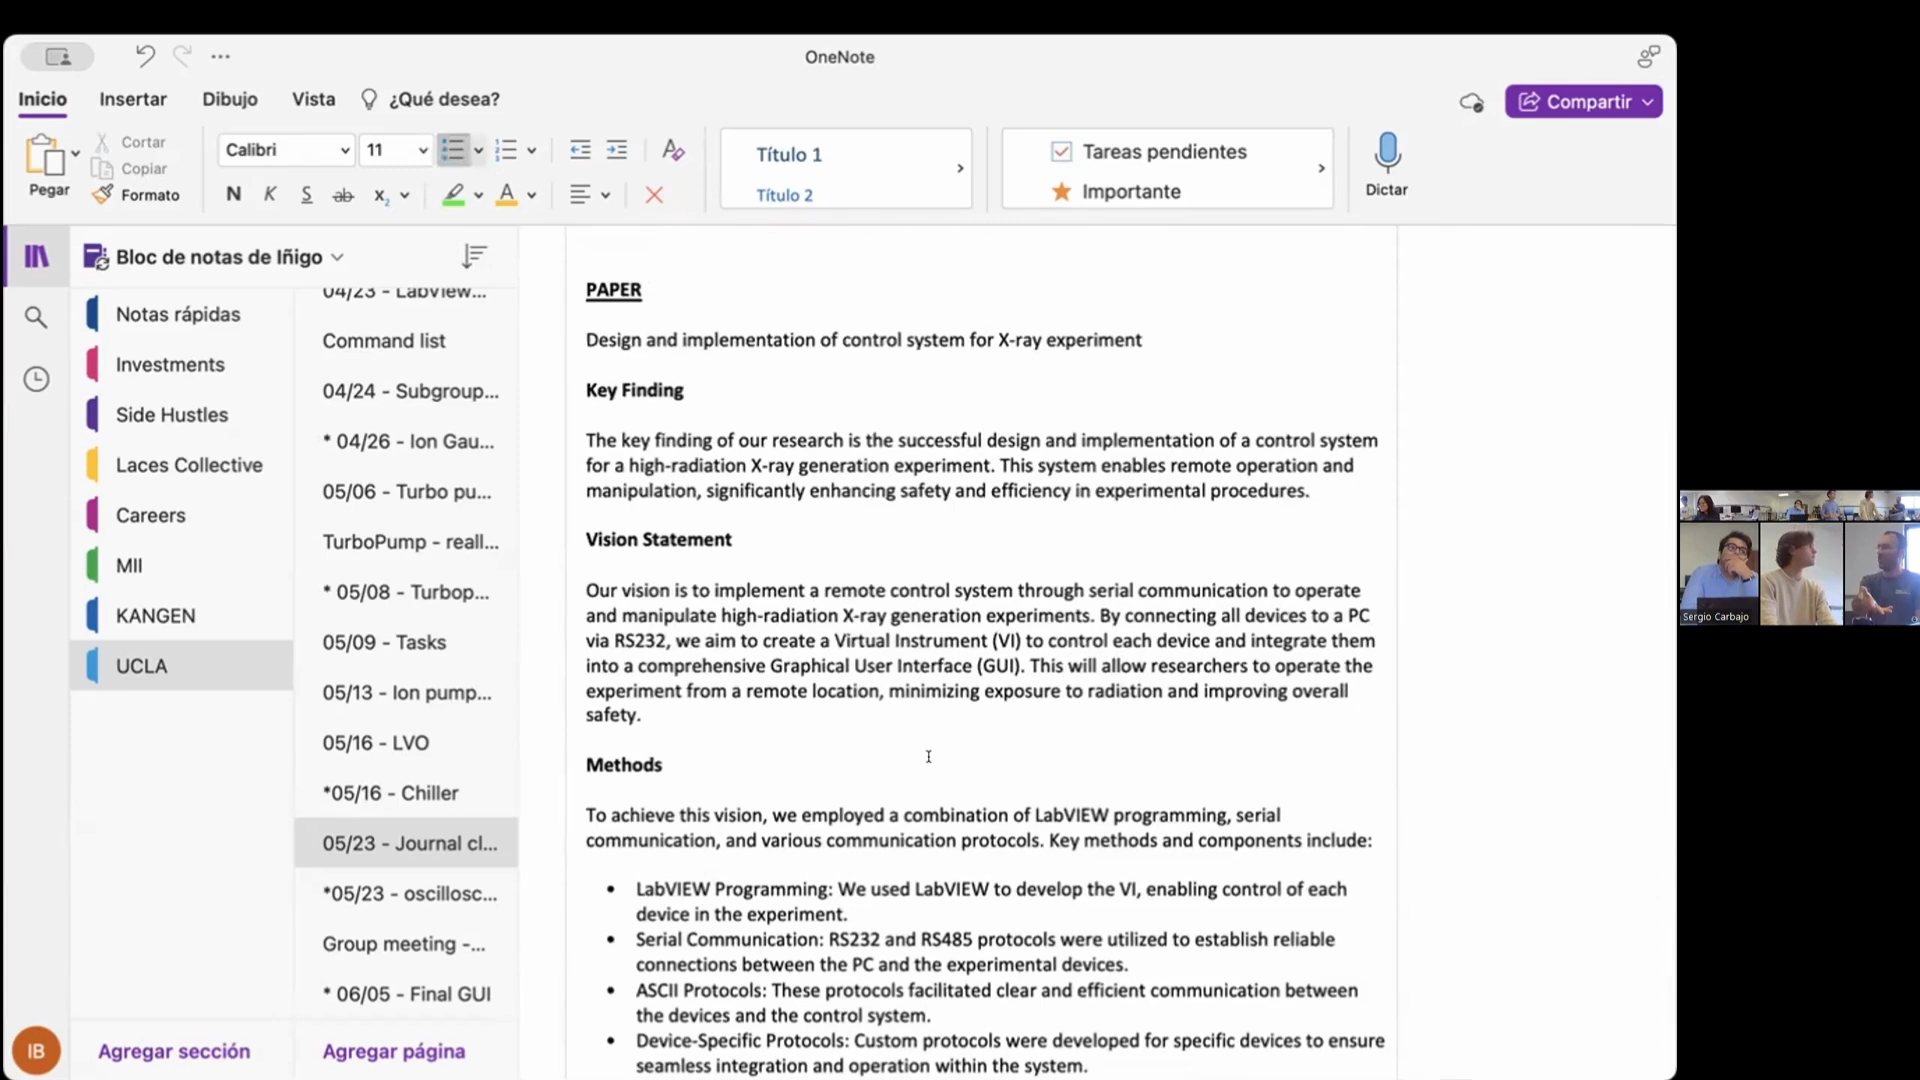 OneNote
Inicio
Insertar
Dibujo
Vista
¿Qué desea?
Compartir
Pegar
Cortar
Copiar
Formato
Calibri
11
N
K
S
ab
x₂
A
Título 1
Título 2
Tareas pendientes
Importante
Dictar
Bloc de notas de Iñigo
Notas rápidas
Investments
Side Hustles
Laces Collective
Careers
MII
KANGEN
UCLA
Agregar sección
IB
04/23 - LabView...
Command list
04/24 - Subgroup...
* 04/26 - Ion Gau...
05/06 - Turbo pu...
TurboPump - reall...
* 05/08 - Turbop...
05/09 - Tasks
05/13 - Ion pump...
05/16 - LVO
*05/16 - Chiller
05/23 - Journal cl...
*05/23 - oscillosc...
Group meeting -...
* 06/05 - Final GUI
Agregar página
PAPER
Design and implementation of control system for X-ray experiment
Key Finding
The key finding of our research is the successful design and implementation of a control system
for a high-radiation X-ray generation experiment. This system enables remote operation and
manipulation, significantly enhancing safety and efficiency in experimental procedures.
Vision Statement
Our vision is to implement a remote control system through serial communication to operate
and manipulate high-radiation X-ray generation experiments. By connecting all devices to a PC
via RS232, we aim to create a Virtual Instrument (VI) to control each device and integrate them
into a comprehensive Graphical User Interface (GUI). This will allow researchers to operate the
experiment from a remote location, minimizing exposure to radiation and improving overall
safety.
Methods
To achieve this vision, we employed a combination of LabVIEW programming, serial
communication, and various communication protocols. Key methods and components include:
• LabVIEW Programming: We used LabVIEW to develop the VI, enabling control of each
device in the experiment.
• Serial Communication: RS232 and RS485 protocols were utilized to establish reliable
connections between the PC and the experimental devices.
• ASCII Protocols: These protocols facilitated clear and efficient communication between
the devices and the control system.
• Device-Specific Protocols: Custom protocols were developed for specific devices to ensure
seamless integration and operation within the system.
Sergio Carbajo